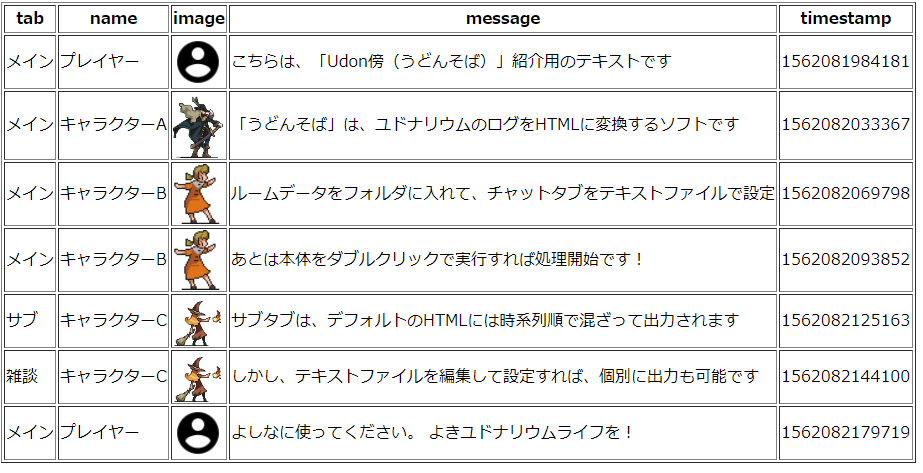 tab name image message timestamp
メイン プレイヤー こちらは、「Udon傍（うどんそば）」紹介用のテキストです 1562081984181
メイン キャラクターA 「うどんそば」は、ユドナリウムのログをHTMLに変換するソフトです 1562082033367
メイン キャラクターB ルームデータをフォルダに入れて、チャットタブをテキストファイルで設定 1562082069798
メイン キャラクターB あとは本体をダブルクリックで実行すれば処理開始です！ 1562082093852
サブ キャラクターC サブタブは、デフォルトのHTMLには時系列順で混ざって出力されます 1562082125163
雑談 キャラクターC しかし、テキストファイルを編集して設定すれば、個別に出力も可能です 1562082144100
メイン プレイヤー よしなに使ってください。 よきユドナリウムライフを！ 1562082179719